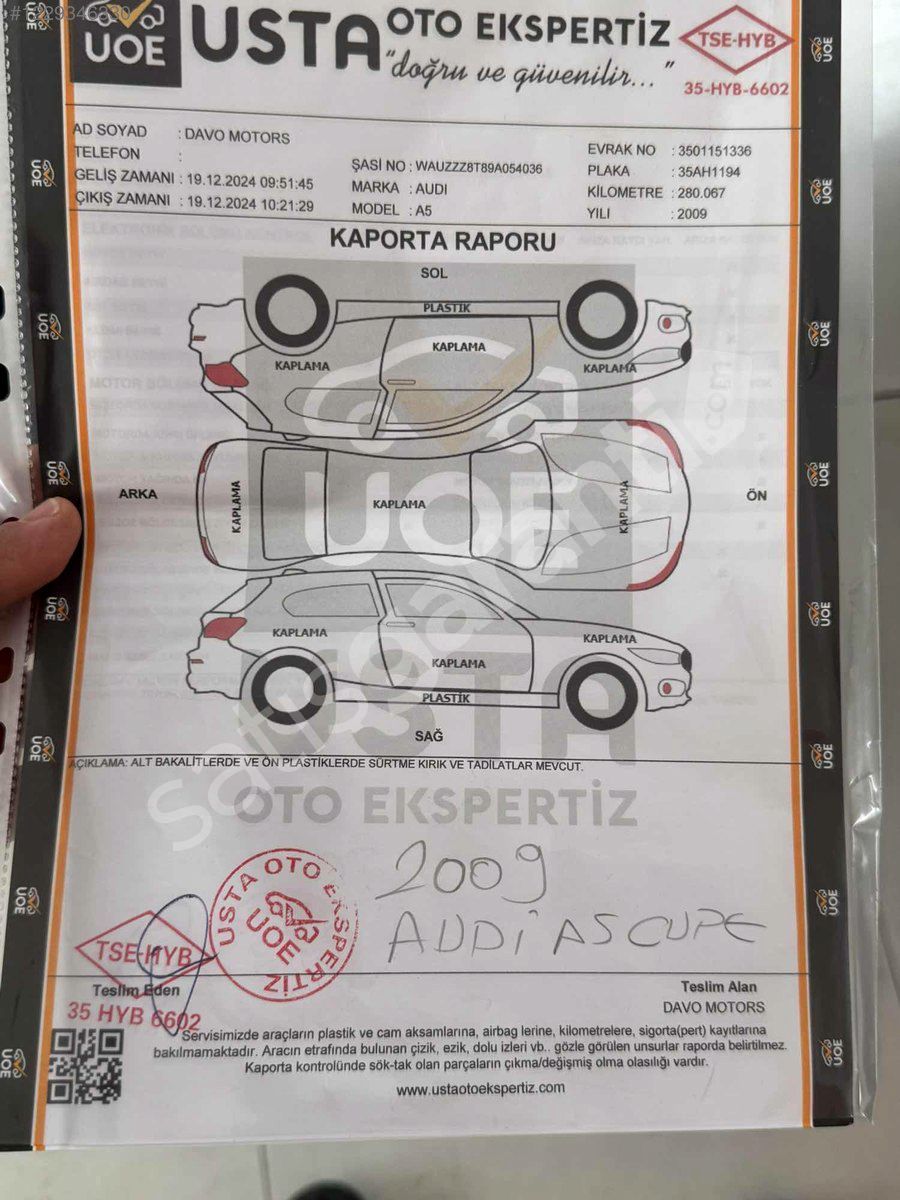 UOE
USTA OTO EKSPERTİZ
"doğru ve güvenilir..."
TSE-HYB
35-HYB-6602
AD SOYAD : DAVO MOTORS
TELEFON :
GELİŞ ZAMANI : 19.12.2024 09:51:45
ÇIKIŞ ZAMANI : 19.12.2024 10:21:29
ŞASİ NO : WAUZZZ8T89A054036
MARKA : AUDI
MODEL : A5
EVRAK NO : 3501151336
PLAKA : 35AH1194
KİLOMETRE : 280.067
YILI : 2009
KAPORTA RAPORU
SOL
PLASTİK
KAPLAMA
KAPLAMA
KAPLAMA
ARKA
KAPLAMA
KAPLAMA
KAPLAMA
ÖN
KAPLAMA
KAPLAMA
KAPLAMA
PLASTİK
SAĞ
UOE
USTA
AÇIKLAMA: ALT BAKALİTLERDE VE ÖN PLASTİKLERDE SÜRTME KIRIK VE TADİLATLAR MEVCUT.
OTO EKSPERTİZ
2009
AUDİ A5 CUPE
USTA OTO EKSPERTİZ
UOE
TSE-HYB
Teslim Eden
35 HYB 6602
Teslim Alan
DAVO MOTORS
Servisimizde araçların plastik ve cam aksamlarına, airbag lerine, kilometrelere, sigorta(pert) kayıtlarına
bakılmamaktadır. Aracın etrafında bulunan çizik, ezik, dolu izleri vb.. gözle görülen unsurlar raporda belirtilmez.
Kaporta kontrolünde sök-tak olan parçaların çıkma/değişmiş olma olasılığı vardır.
www.ustaotoekspertiz.com